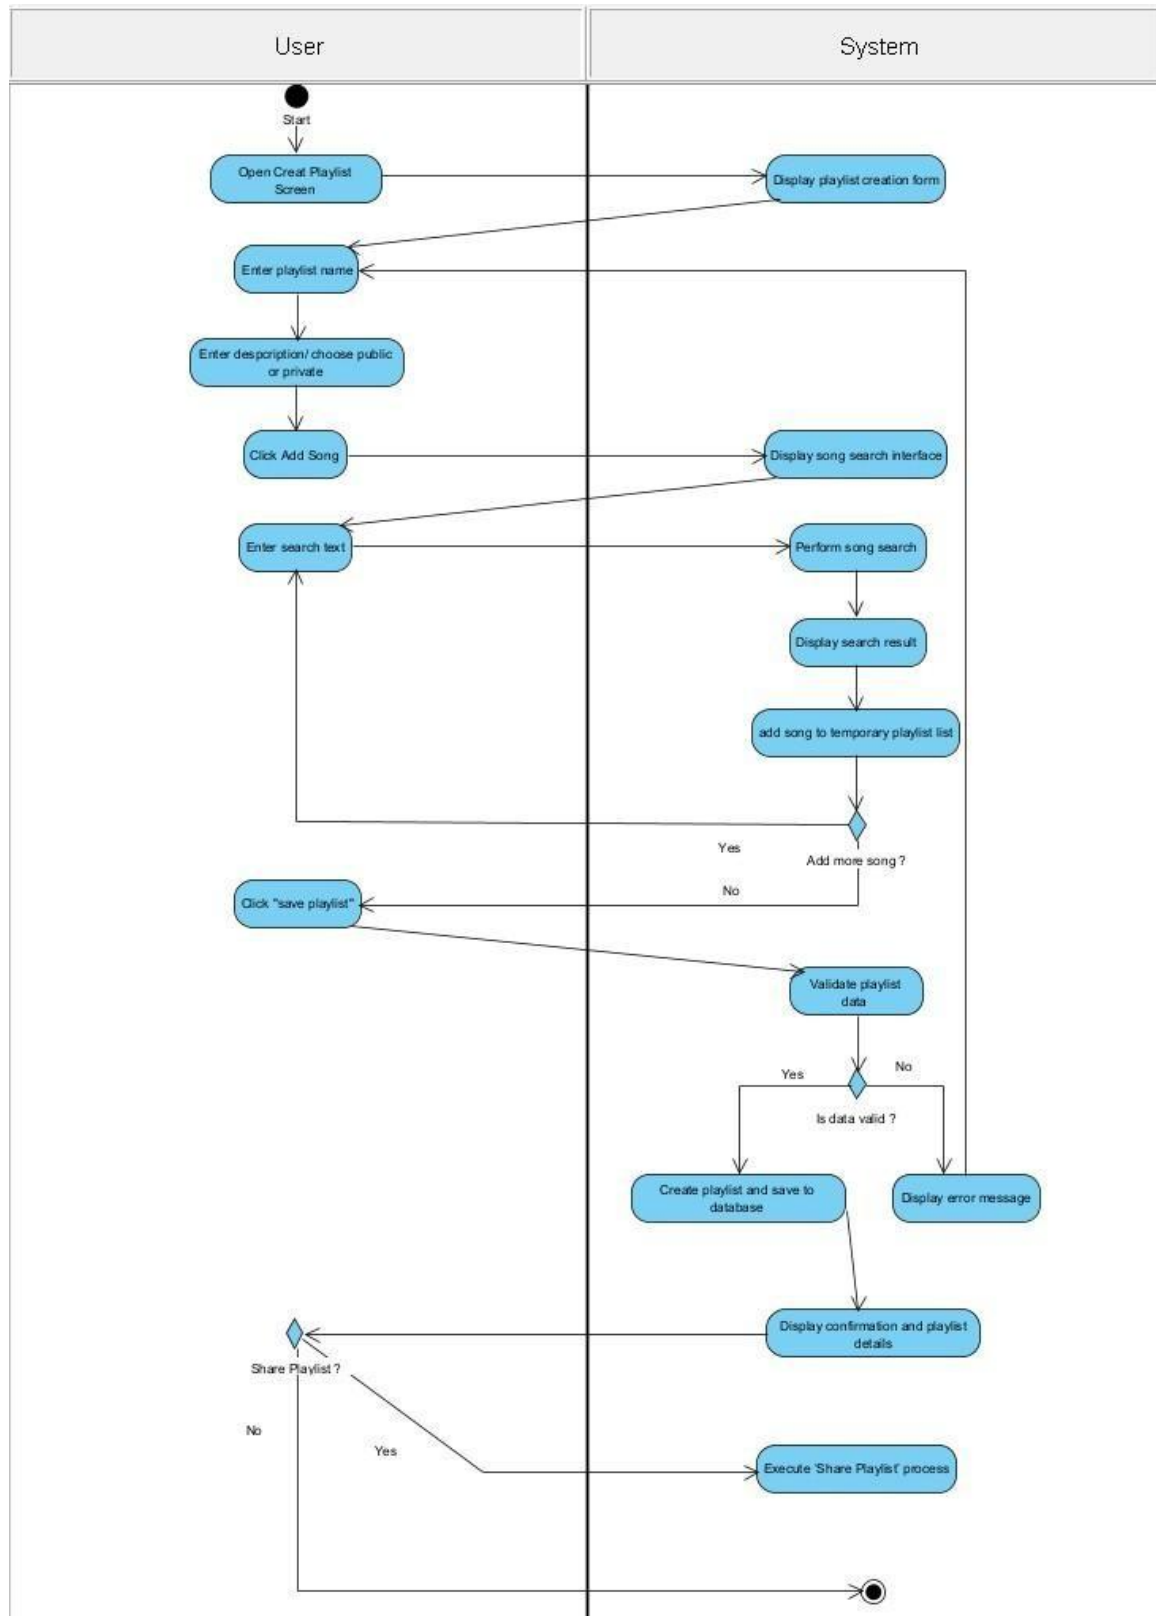 User
System
Start
Open Creat Playlist
Screen
Display playlist creation form
Enter playlist name
Enter despcription/ choose public
or private
Click Add Song
Display song search interface
Enter search text
Perform song search
Display search result
add song to temporary playlist list
Yes
Add more song ?
No
Click "save playlist"
Validate playlist
data
Yes
No
Is data valid ?
Create playlist and save to
database
Display error message
Display confirmation and playlist
details
Share Playlist ?
No
Yes
Execute 'Share Playlist' process